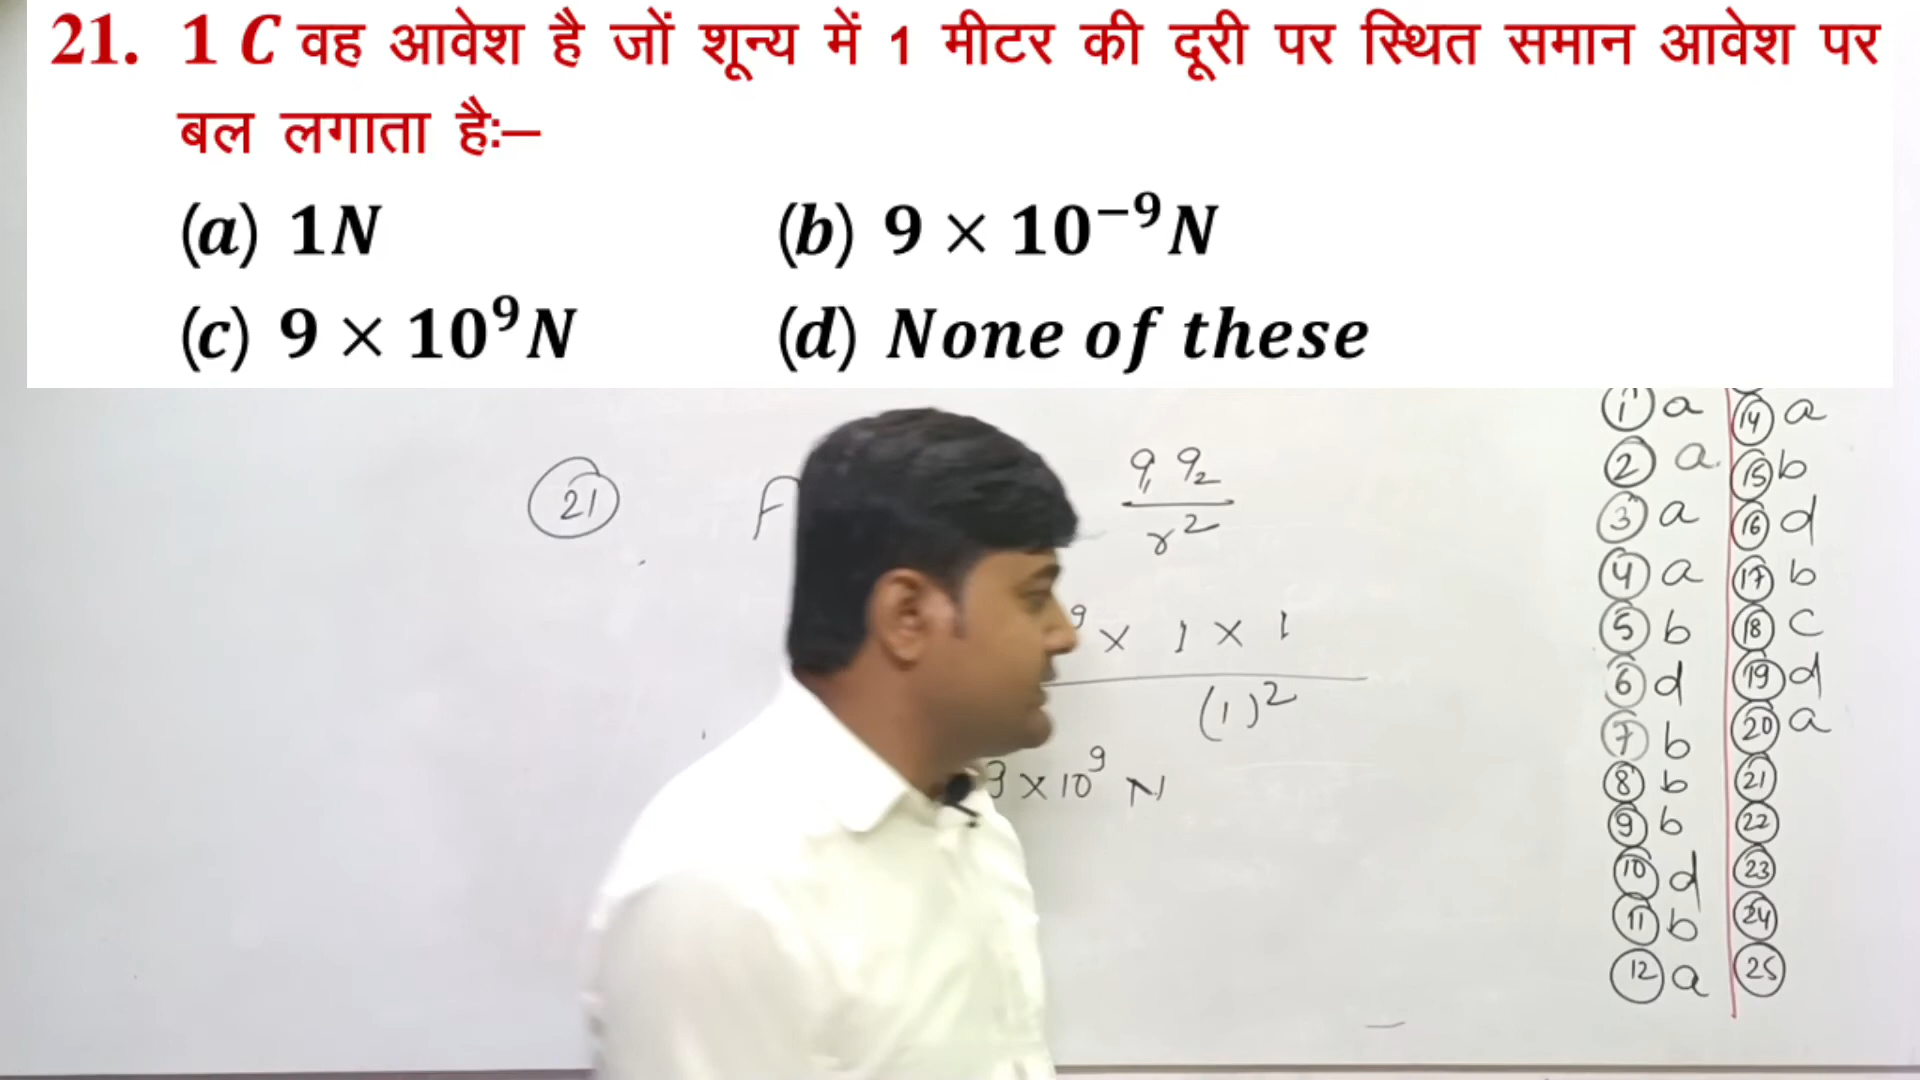 21. 1 C वह आवेश है जों शून्य में 1 मीटर की दूरी पर स्थित समान आवेश पर
बल लगाता है:–
(a) 1N (b) 9 × 10⁻⁹N
(c) 9 × 10⁹N (d) None of these
21 F q₁ q₂
r²
⁹ × 1 × 1
(1)²
9 × 10⁹ N
1 a
2 a.
3 a
4 a
5 b
6 d
7 b
8 b
9 b
10 d
11 b
12 a
14 a
15 b
16 d
17 b
18 c
19 d
20 a
21
22
23
24
25